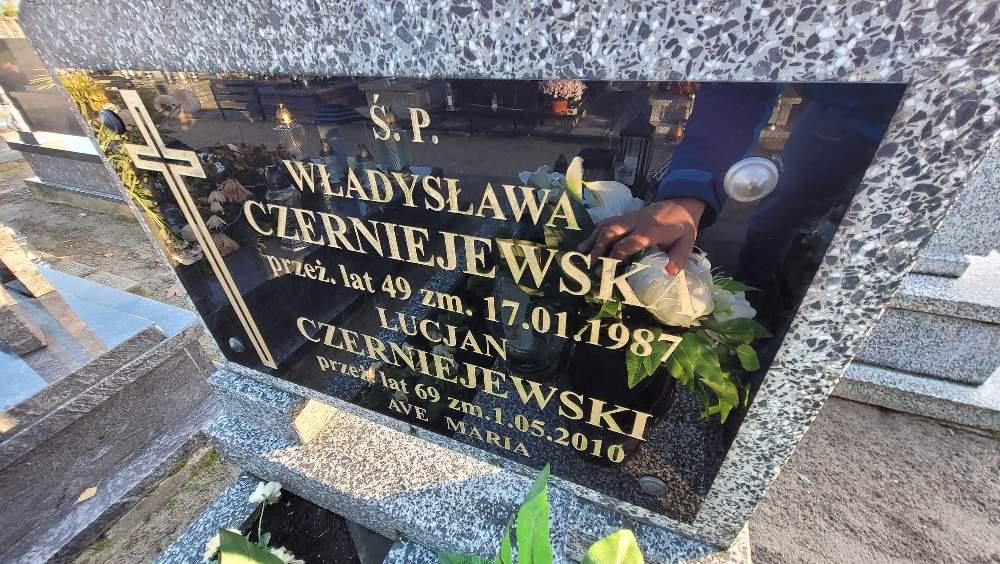 Ś. P.
WŁADYSŁAWA
CZERNIEJEWSKA
przeż. lat 49 zm. 17.01.1987
LUCJAN
CZERNIEJEWSKI
przeż. lat 69 zm. 1.05.2010
AVE MARIA